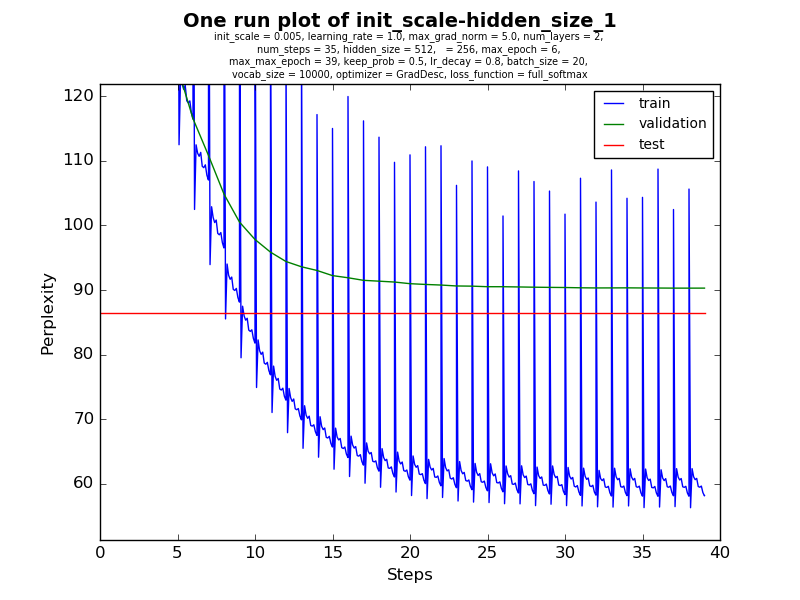 One run plot of init_scale-hidden_size_1
init_scale = 0.005, learning_rate = 1.0, max_grad_norm = 5.0, num_layers = 2,
num_steps = 35, hidden_size = 512,   = 256, max_epoch = 6,
max_max_epoch = 39, keep_prob = 0.5, lr_decay = 0.8, batch_size = 20,
vocab_size = 10000, optimizer = GradDesc, loss_function = full_softmax
train
validation
test
120
110
100
90
80
70
60
Perplexity
0 5 10 15 20 25 30 35 40
Steps